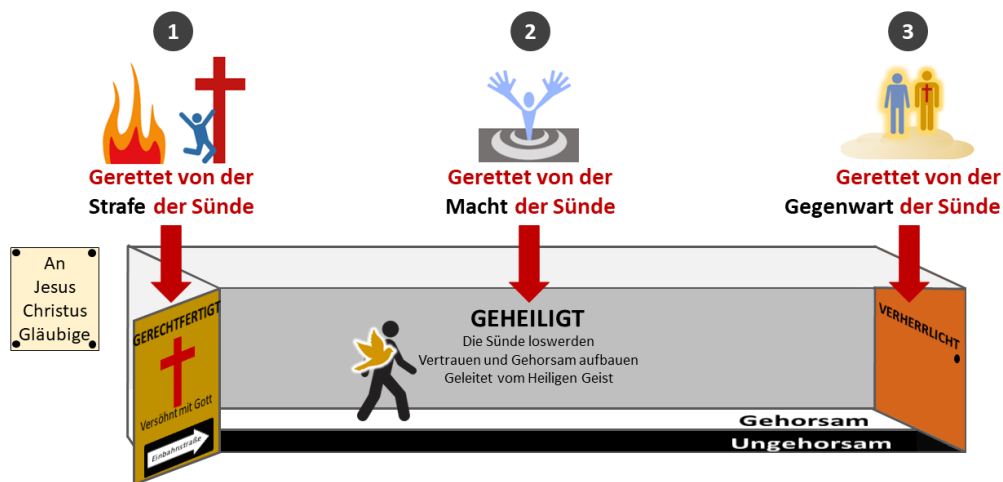 1
2
3
Gerettet von der
Strafe der Sünde
Gerettet von der
Macht der Sünde
Gerettet von der
Gegenwart der Sünde
An
Jesus
Christus
Gläubige
GERECHTFERTIGT
Versöhnt mit Gott
Einbahnstraße
GEHEILIGT
Die Sünde loswerden
Vertrauen und Gehorsam aufbauen
Geleitet vom Heiligen Geist
VERHERRLICHT
Gehorsam
Ungehorsam